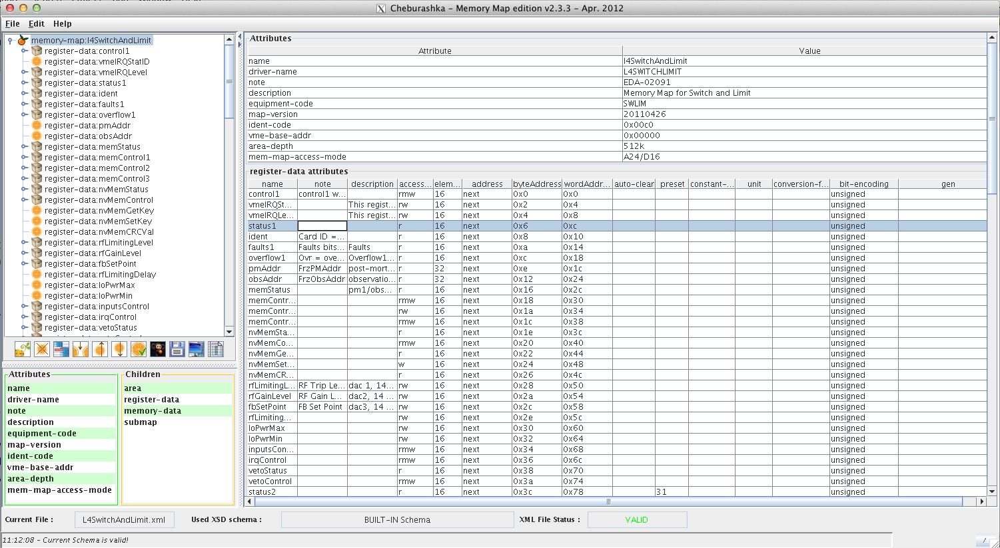 Cheburashka – Memory Map edition v2.3.3 – Apr. 2012
File Edit Help
memory-map:l4SwitchAndLimit
register-data:control1
register-data:vmeIRQStatID
register-data:vmeIRQLevel
register-data:status1
register-data:ident
register-data:faults1
register-data:overflow1
register-data:pmAddr
register-data:obsAddr
register-data:memStatus
register-data:memControl1
register-data:memControl2
register-data:memControl3
register-data:nvMemStatus
register-data:nvMemControl
register-data:nvMemGetKey
register-data:nvMemSetKey
register-data:nvMemCRCVal
register-data:rfLimitingLevel
register-data:rfGainLevel
register-data:fbSetPoint
register-data:rfLimitingDelay
register-data:loPwrMax
register-data:loPwrMin
register-data:inputsControl
register-data:irqControl
register-data:vetoStatus
Attributes
name
driver-name
note
description
equipment-code
map-version
ident-code
vme-base-addr
area-depth
mem-map-access-mode
Children
area
register-data
memory-data
submap
Attributes
Attribute Value
name l4SwitchAndLimit
driver-name L4SWITCHLIMIT
note EDA-02091
description Memory Map for Switch and Limit
equipment-code SWLIM
map-version 20110426
ident-code 0x00c0
vme-base-addr 0x00000
area-depth 512k
mem-map-access-mode A24/D16
register-data attributes
name note description access... elem... address byteAddress wordAddr... auto-clear preset constant-... unit conversion-f... bit-encoding gen
control1 control1 w... rmw 16 next 0x0 0x0 unsigned
vmeIRQSt... This regist... rw 16 next 0x2 0x4 unsigned
vmeIRQLe... This regist... rw 16 next 0x4 0x8 unsigned
status1 r 16 next 0x6 0xc unsigned
ident Card ID =... r 16 next 0x8 0x10 unsigned
faults1 Faults bits... Faults r 16 next 0xa 0x14 unsigned
overflow1 Ovr = ove... Overflow1... r 16 next 0xc 0x18 unsigned
pmAddr FrzPMAddr post-mort... r 32 next 0xe 0x1c unsigned
obsAddr FrzObsAddr observatio... r 32 next 0x12 0x24 unsigned
memStatus pm1/obs... r 16 next 0x16 0x2c unsigned
memContr... rmw 16 next 0x18 0x30 unsigned
memContr... rw 16 next 0x1a 0x34 unsigned
memContr... rmw 16 next 0x1c 0x38 unsigned
nvMemSta... r 16 next 0x1e 0x3c unsigned
nvMemCo... rmw 16 next 0x20 0x40 unsigned
nvMemGe... r 16 next 0x22 0x44 unsigned
nvMemSet... w 16 next 0x24 0x48 unsigned
nvMemCR... r 16 next 0x26 0x4c unsigned
rfLimitingL... RF Trip Le... dac 1, 14... rw 16 next 0x28 0x50 unsigned
rfGainLevel RF Gain L... dac2, 14 ... rw 16 next 0x2a 0x54 unsigned
fbSetPoint FB Set Point dac3, 14 ... rw 16 next 0x2c 0x58 unsigned
rfLimiting... rw 16 next 0x2e 0x5c unsigned
loPwrMax rw 16 next 0x30 0x60 unsigned
loPwrMin rw 16 next 0x32 0x64 unsigned
inputsCon... rmw 16 next 0x34 0x68 unsigned
irqControl rmw 16 next 0x36 0x6c unsigned
vetoStatus r 16 next 0x38 0x70 unsigned
vetoControl rmw 16 next 0x3a 0x74 unsigned
status2 r 16 next 0x3c 0x78 31 unsigned
Current File : L4SwitchAndLimit.xml Used XSD schema : BUILT-IN Schema XML File Status : VALID
11:12:08 – Current Schema is valid!